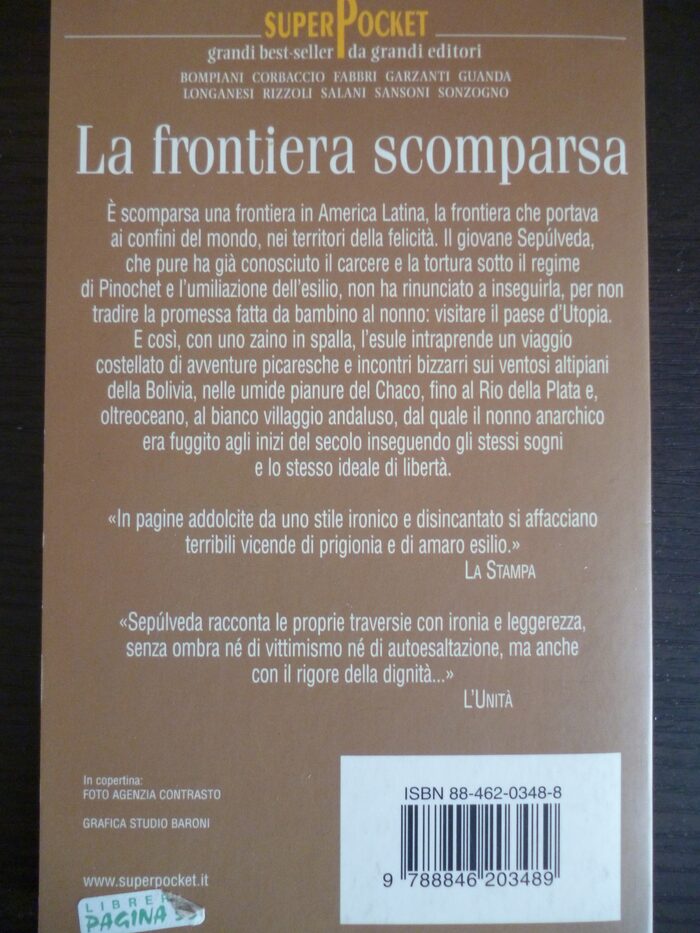 SUPERPOCKET
grandi best-seller da grandi editori
BOMPIANI CORBACCIO FABBRI GARZANTI GUANDA
LONGANESI RIZZOLI SALANI SANSONI SONZOGNO
La frontiera scomparsa
È scomparsa una frontiera in America Latina, la frontiera che portava
ai confini del mondo, nei territori della felicità. Il giovane Sepúlveda,
che pure ha già conosciuto il carcere e la tortura sotto il regime
di Pinochet e l'umiliazione dell'esilio, non ha rinunciato a inseguirla, per non
tradire la promessa fatta da bambino al nonno: visitare il paese d'Utopia.
E così, con uno zaino in spalla, l'esule intraprende un viaggio
costellato di avventure picaresche e incontri bizzarri sui ventosi altipiani
della Bolivia, nelle umide pianure del Chaco, fino al Rio della Plata e,
oltreoceano, al bianco villaggio andaluso, dal quale il nonno anarchico
era fuggito agli inizi del secolo inseguendo gli stessi sogni
e lo stesso ideale di libertà.
«In pagine addolcite da uno stile ironico e disincantato si affacciano
terribili vicende di prigionia e di amaro esilio.»
LA STAMPA
«Sepúlveda racconta le proprie traversie con ironia e leggerezza,
senza ombra né di vittimismo né di autoesaltazione, ma anche
con il rigore della dignità...»
L'UNITÀ
In copertina:
FOTO AGENZIA CONTRASTO
GRAFICA STUDIO BARONI
www.superpocket.it
ISBN 88-462-0348-8
9 788846 203489
LIBRER
PAGINA